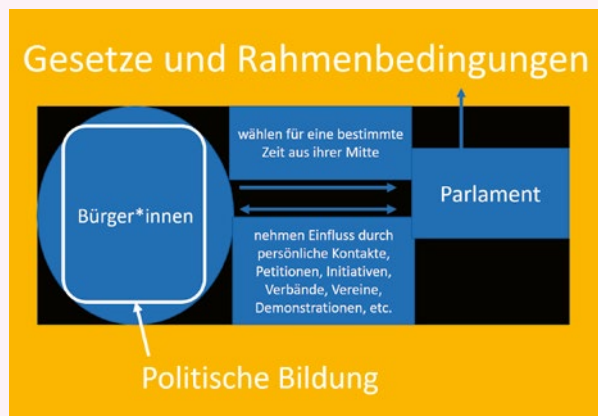 Gesetze und Rahmenbedingungen
wählen für eine bestimmte
Zeit aus ihrer Mitte
Bürger*innen
Parlament
nehmen Einfluss durch
persönliche Kontakte,
Petitionen, Initiativen,
Verbände, Vereine,
Demonstrationen, etc.
Politische Bildung